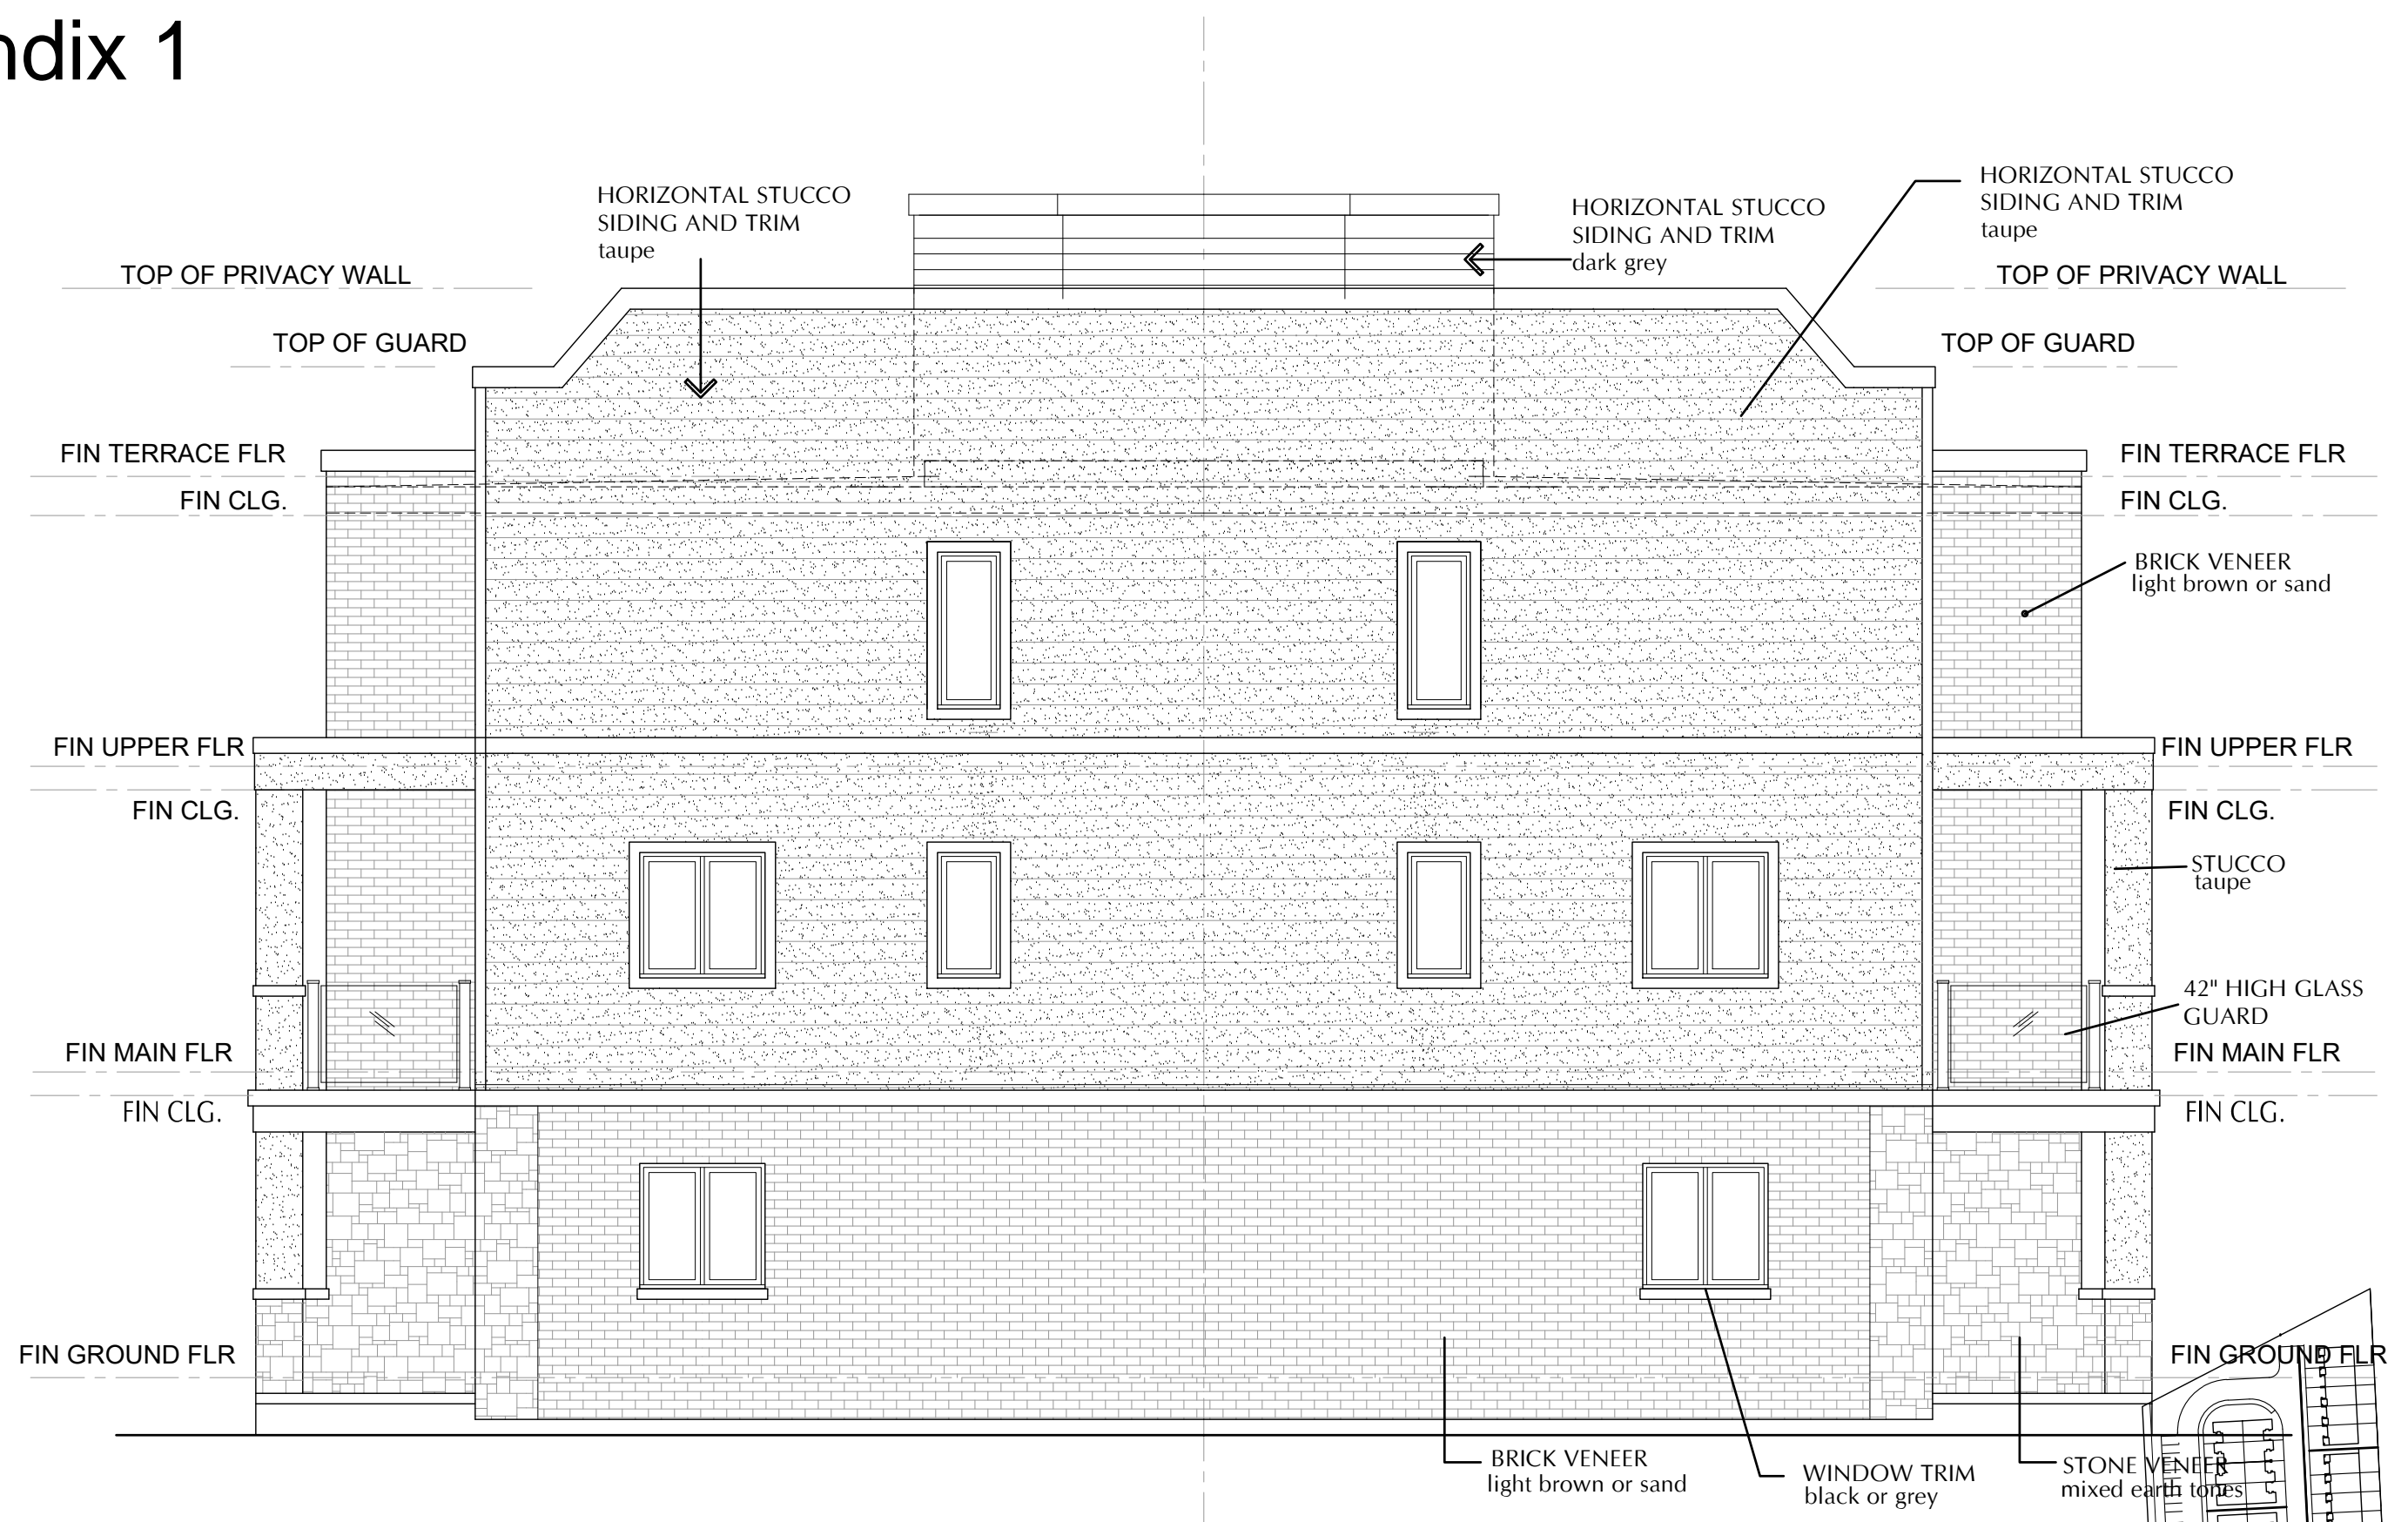 ndix 1
HORIZONTAL STUCCO
SIDING AND TRIM
taupe
HORIZONTAL STUCCO
SIDING AND TRIM
dark grey
HORIZONTAL STUCCO
SIDING AND TRIM
taupe
TOP OF PRIVACY WALL
TOP OF PRIVACY WALL
TOP OF GUARD
TOP OF GUARD
FIN TERRACE FLR
FIN TERRACE FLR
FIN CLG.
FIN CLG.
BRICK VENEER
light brown or sand
FIN UPPER FLR
FIN UPPER FLR
FIN CLG.
FIN CLG.
STUCCO
taupe
42" HIGH GLASS
GUARD
FIN MAIN FLR
FIN MAIN FLR
FIN CLG.
FIN CLG.
FIN GROUND FLR
FIN GROUND FLR
BRICK VENEER
light brown or sand
WINDOW TRIM
black or grey
STONE VENEER
mixed earth tones